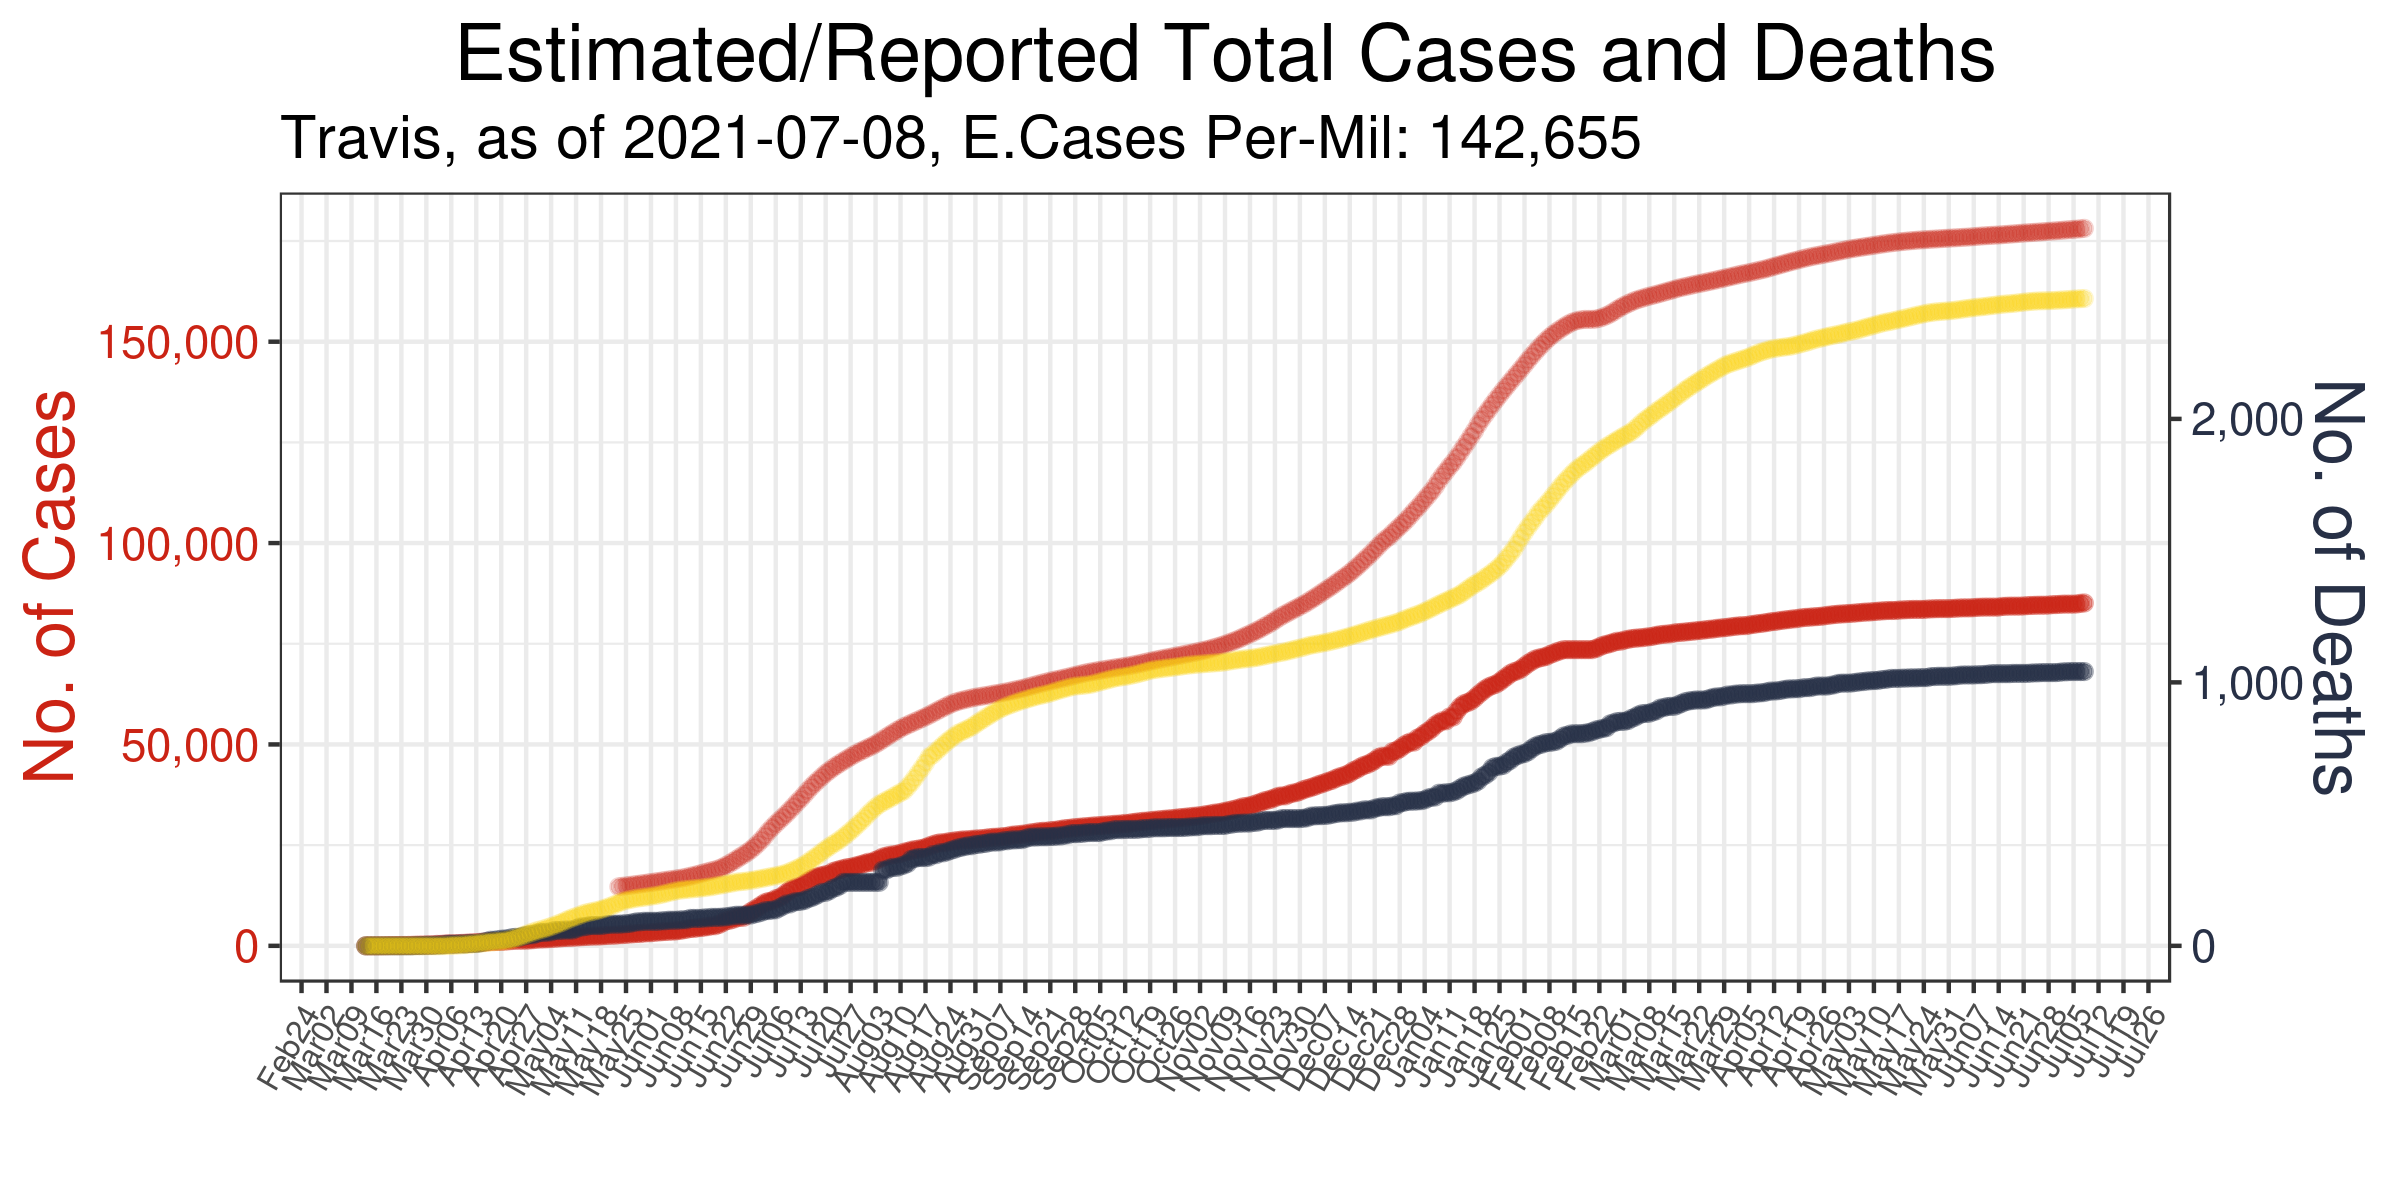 Estimated/Reported Total Cases and Deaths
Travis, as of 2021-07-08, E.Cases Per-Mil: 142,655
No. of Cases
150,000
100,000
50,000
0
No. of Deaths
2,000
1,000
0
Feb24
Mar02
Mar09
Mar16
Mar23
Mar30
Apr06
Apr13
Apr20
Apr27
May04
May11
May18
May25
Jun01
Jun08
Jun15
Jun22
Jun29
Jul06
Jul13
Jul20
Jul27
Aug03
Aug10
Aug17
Aug24
Aug31
Sep07
Sep14
Sep21
Sep28
Oct05
Oct12
Oct19
Oct26
Nov02
Nov09
Nov16
Nov23
Nov30
Dec07
Dec14
Dec21
Dec28
Jan04
Jan11
Jan18
Jan25
Feb01
Feb08
Feb15
Feb22
Mar01
Mar08
Mar15
Mar22
Mar29
Apr05
Apr12
Apr19
Apr26
May03
May10
May17
May24
May31
Jun07
Jun14
Jun21
Jun28
Jul05
Jul12
Jul19
Jul26